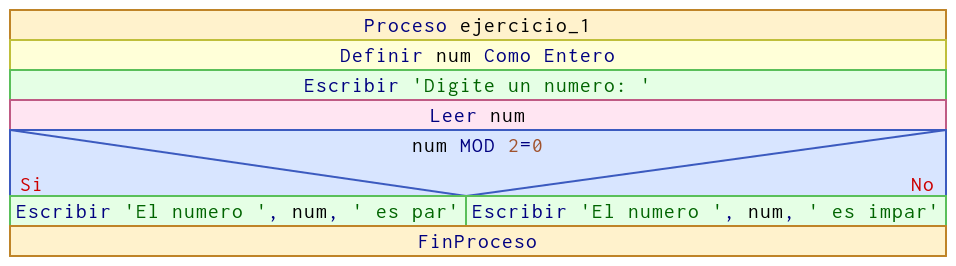 Proceso ejercicio_1
Definir num Como Entero
Escribir 'Digite un numero: '
Leer num
num MOD 2=0
Si
No
Escribir 'El numero ', num, ' es par'
Escribir 'El numero ', num, ' es impar'
FinProceso